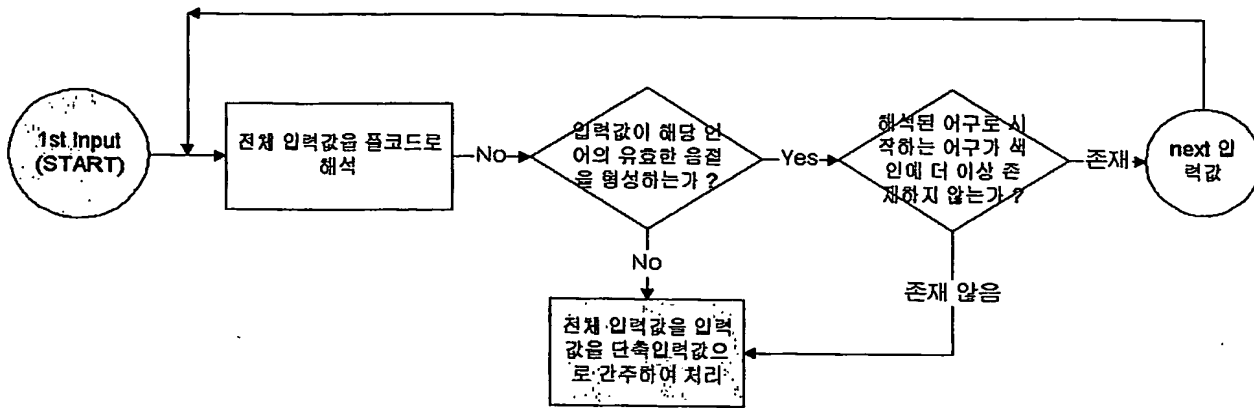 1st Input
(START)
전체 입력값을 풀코드로
해석
No
입력값이 해당 언
어의 유효한 음절
을 형성하는가 ?
Yes
해석된 어구로 시
작하는 어구가 색
인에 더 이상 존
재하지 않는가 ?
존재
next 입
력값
No
존재 않음
전체 입력값을 입력
값을 단축입력값으
로 간주하여 처리